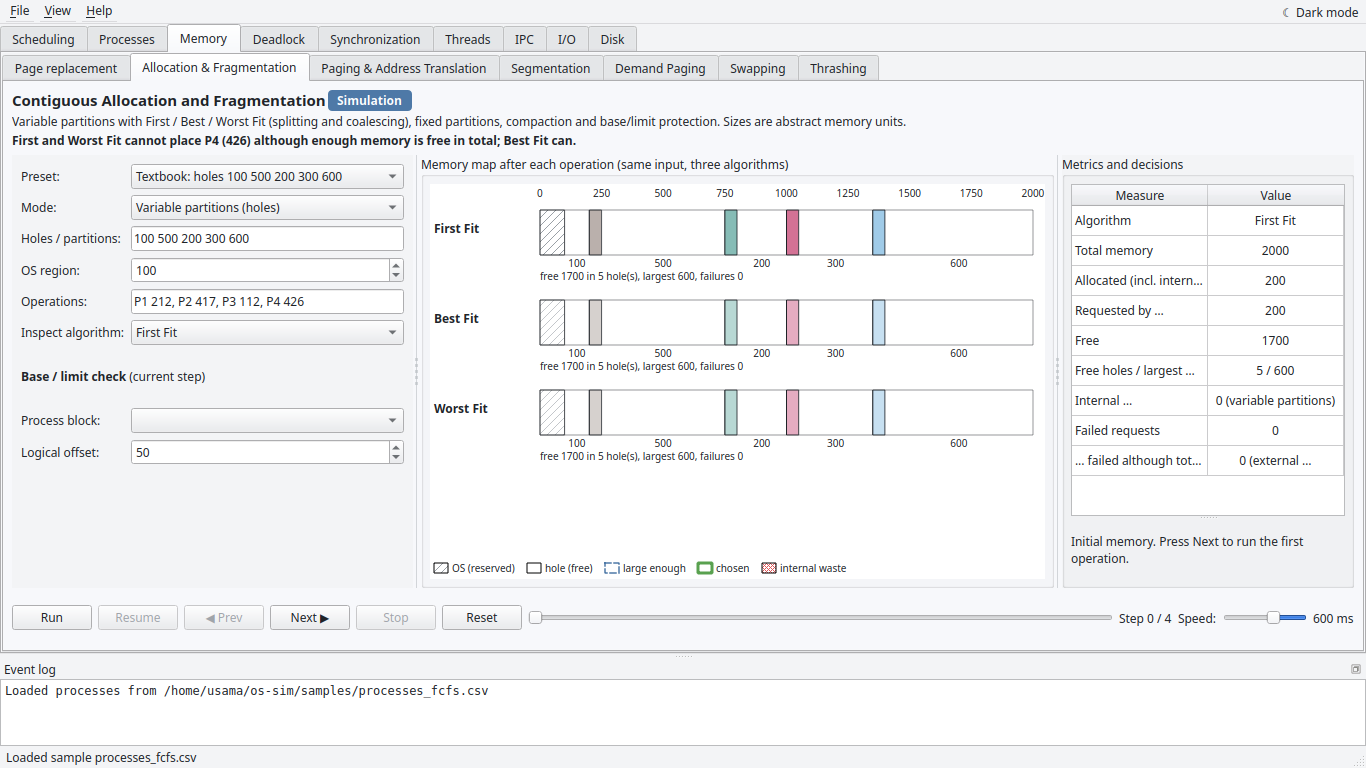 File View Help ☾ Dark mode
Scheduling Processes Memory Deadlock Synchronization Threads IPC I/O Disk
Page replacement Allocation & Fragmentation Paging & Address Translation Segmentation Demand Paging Swapping Thrashing
Contiguous Allocation and Fragmentation Simulation
Variable partitions with First / Best / Worst Fit (splitting and coalescing), fixed partitions, compaction and base/limit protection. Sizes are abstract memory units.
First and Worst Fit cannot place P4 (426) although enough memory is free in total; Best Fit can.
Preset: Textbook: holes 100 500 200 300 600
Mode: Variable partitions (holes)
Holes / partitions: 100 500 200 300 600
OS region: 100
Operations: P1 212, P2 417, P3 112, P4 426
Inspect algorithm: First Fit
Base / limit check (current step)
Process block:
Logical offset: 50
Memory map after each operation (same input, three algorithms)
0 250 500 750 1000 1250 1500 1750 2000
First Fit
100 500 200 300 600
free 1700 in 5 hole(s), largest 600, failures 0
Best Fit
100 500 200 300 600
free 1700 in 5 hole(s), largest 600, failures 0
Worst Fit
100 500 200 300 600
free 1700 in 5 hole(s), largest 600, failures 0
OS (reserved) hole (free) large enough chosen internal waste
Metrics and decisions
Measure Value
Algorithm First Fit
Total memory 2000
Allocated (incl. intern... 200
Requested by ... 200
Free 1700
Free holes / largest ... 5 / 600
Internal ... 0 (variable partitions)
Failed requests 0
... failed although tot... 0 (external ...
Initial memory. Press Next to run the first
operation.
Run Resume ◀ Prev Next ▶ Stop Reset Step 0 / 4 Speed: 600 ms
Event log
Loaded processes from /home/usama/os-sim/samples/processes_fcfs.csv
Loaded sample processes_fcfs.csv